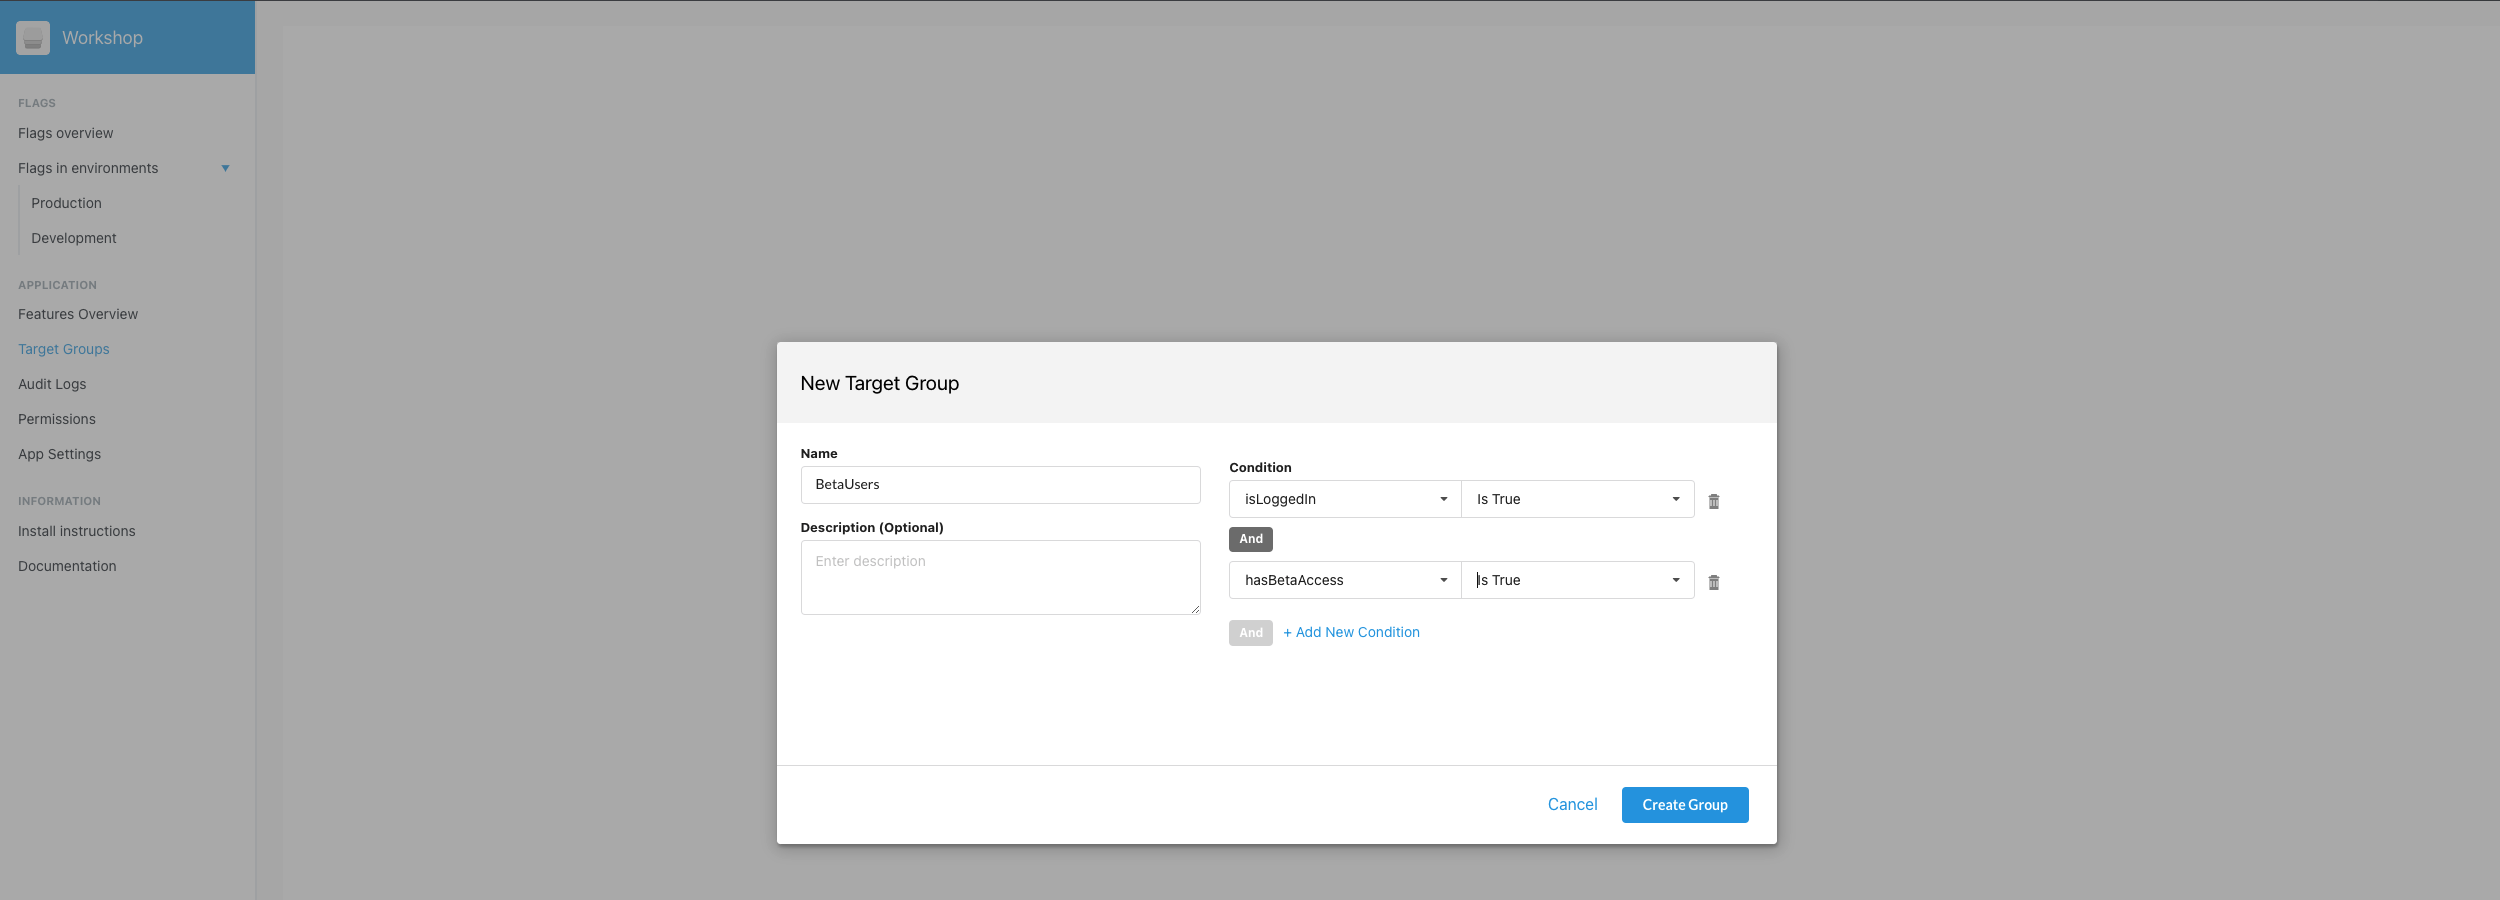 Workshop
FLAGS
Flags overview
Flags in environments
Production
Development
APPLICATION
Features Overview
Target Groups
Audit Logs
Permissions
App Settings
INFORMATION
Install instructions
Documentation
New Target Group
Name
BetaUsers
Description (Optional)
Enter description
Condition
isLoggedIn Is True
And
hasBetaAccess Is True
And + Add New Condition
Cancel Create Group